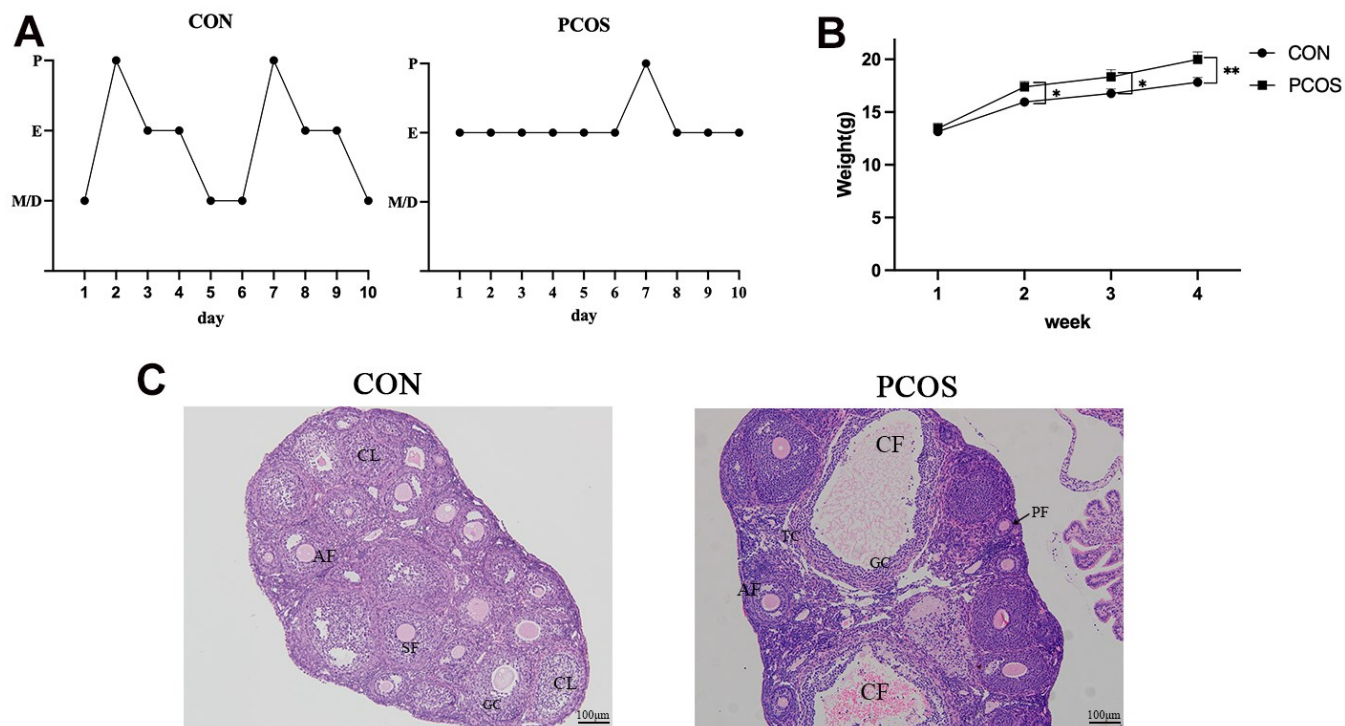 A
CON
P
E
M/D
1 2 3 4 5 6 7 8 9 10
day
PCOS
P
E
M/D
1 2 3 4 5 6 7 8 9 10
day
B
20
15
10
5
0
Weight(g)
1 2 3 4
week
*
*
**
CON
PCOS
C
CON
CL
AF
SF
GC
CL
100μm
PCOS
CF
PF
TC
GC
AF
CF
100μm